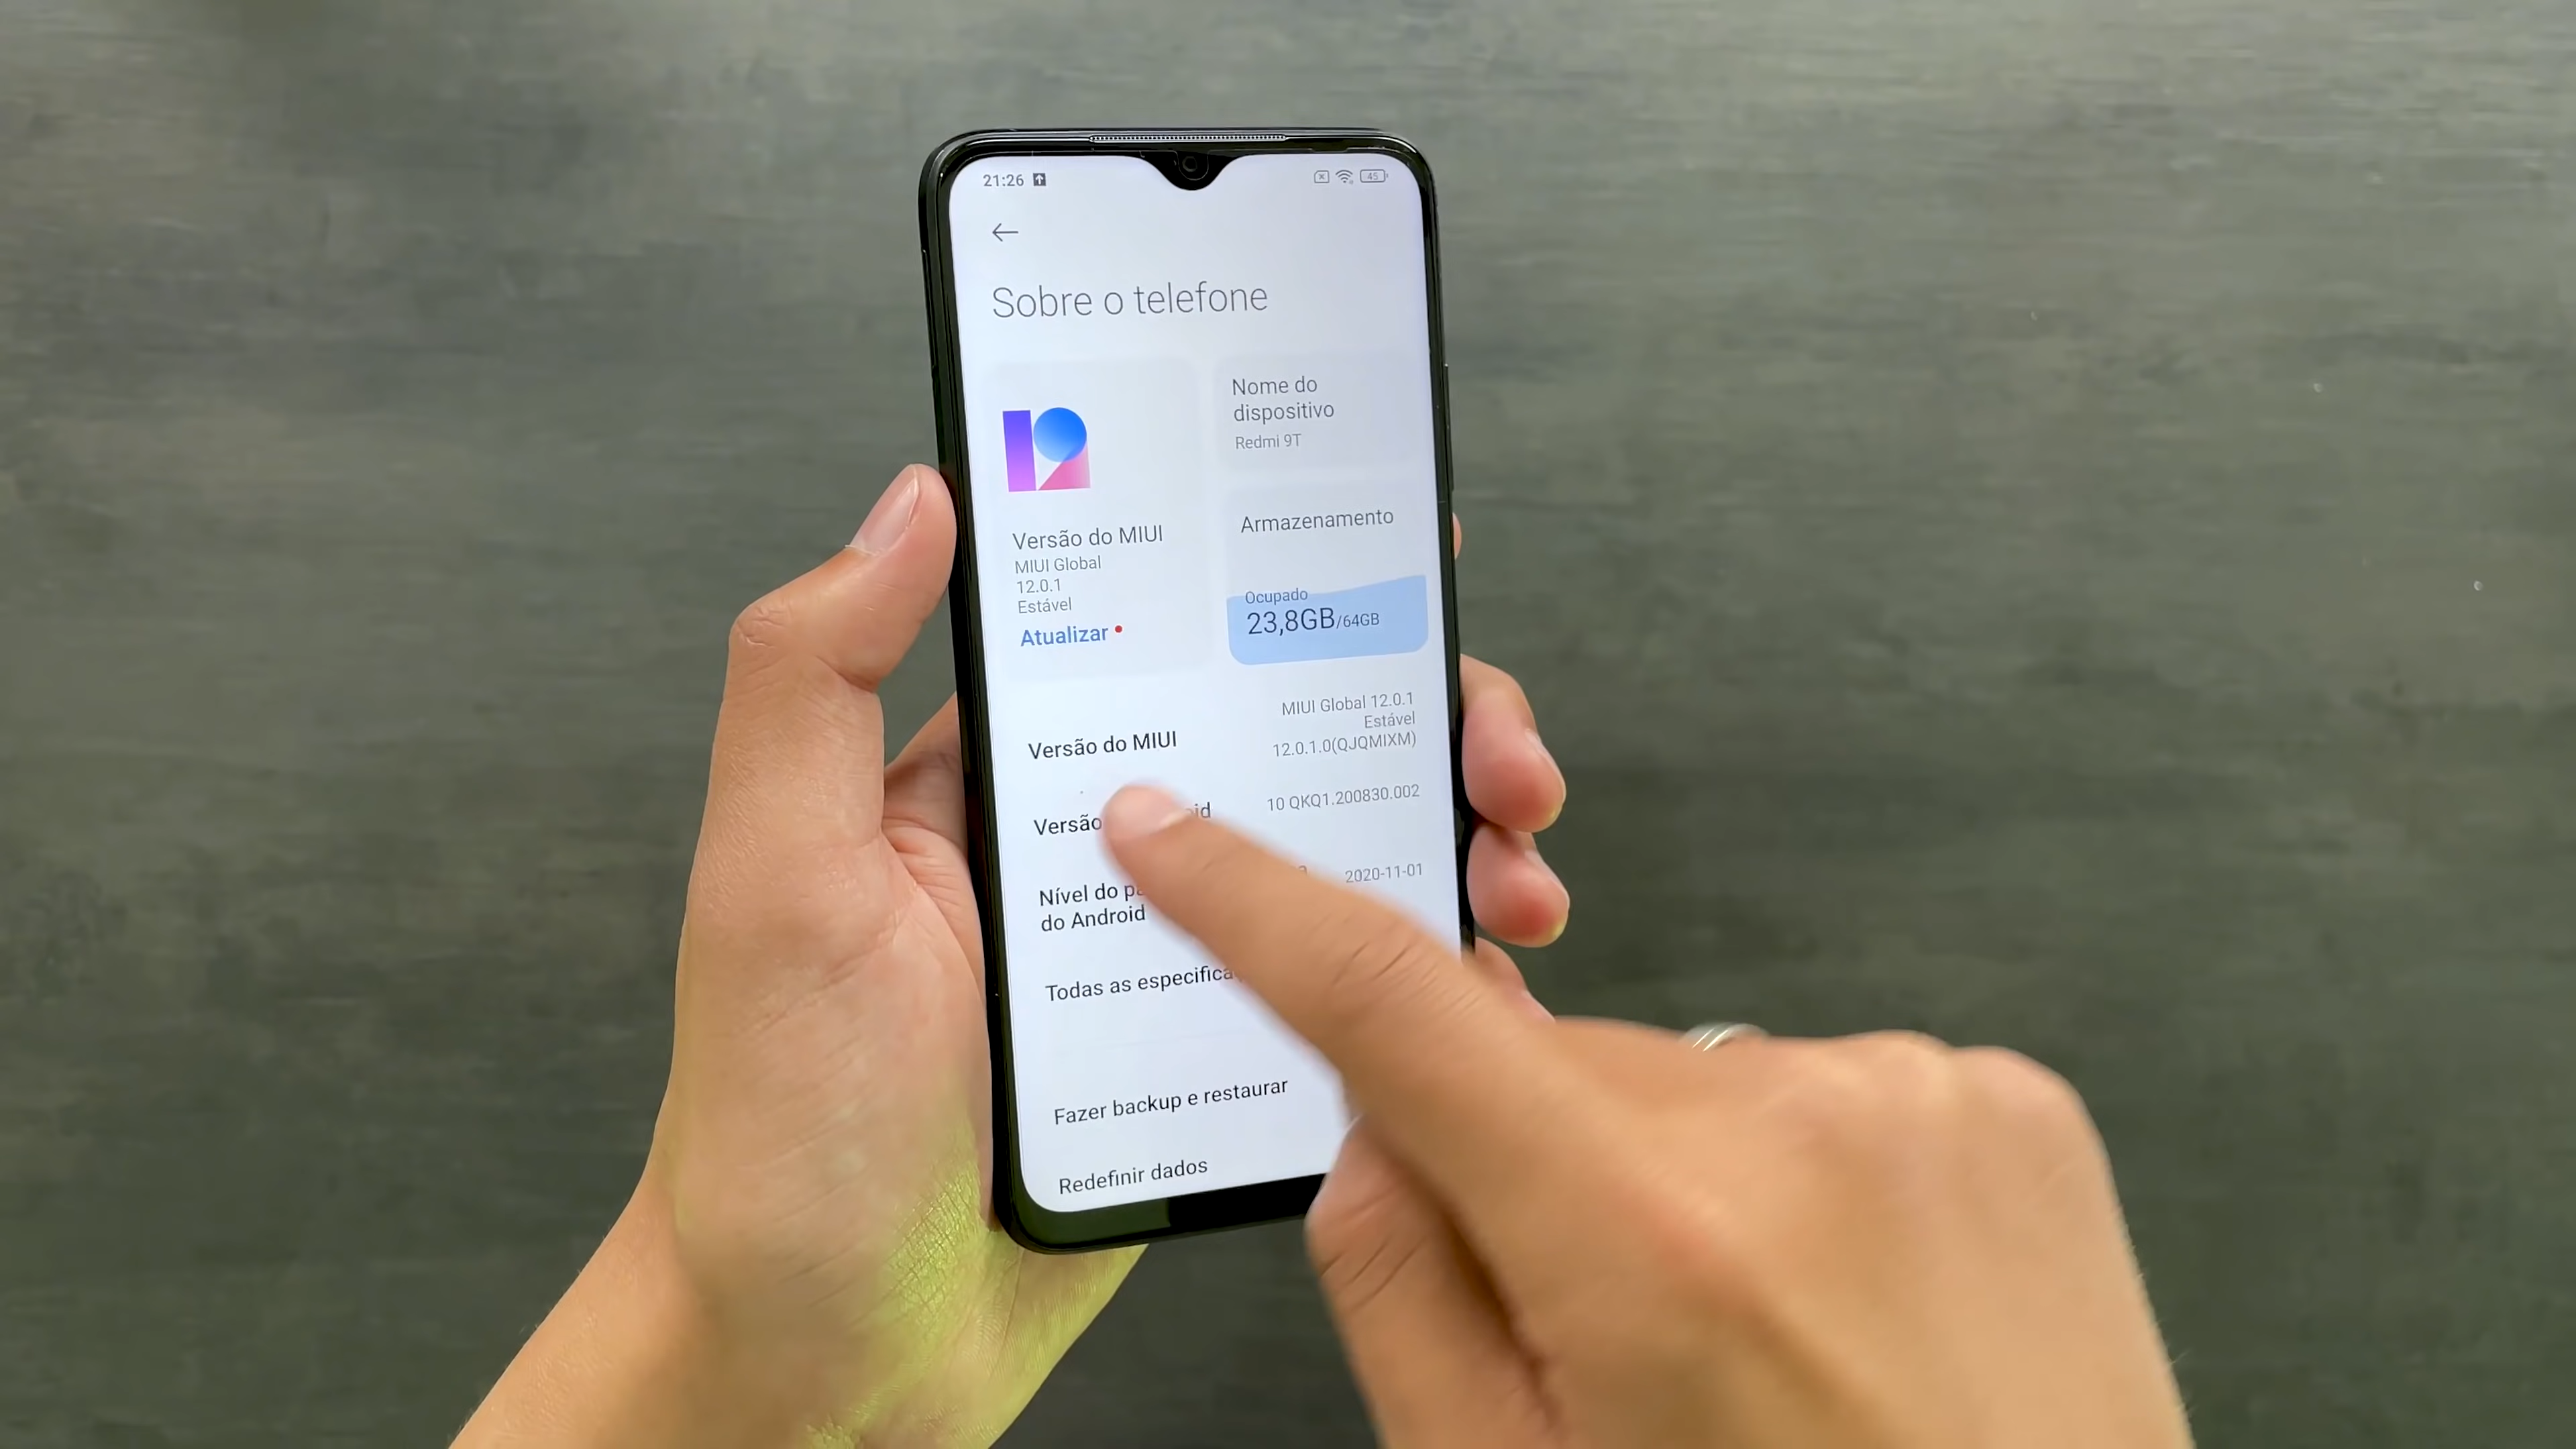 21:26
45
Sobre o telefone
Nome do
dispositivo
Redmi 9T
Versão do MIUI
MIUI Global
12.0.1
Estável
Atualizar
Armazenamento
Ocupado
23,8GB/64GB
Versão do MIUI
MIUI Global 12.0.1
Estável
12.0.1.0(QJQMIXM)
Versão
10 QKQ1.200830.002
Nível do
do Android
2020-11-01
Todas as
Fazer backup e restaurar
Redefinir dados